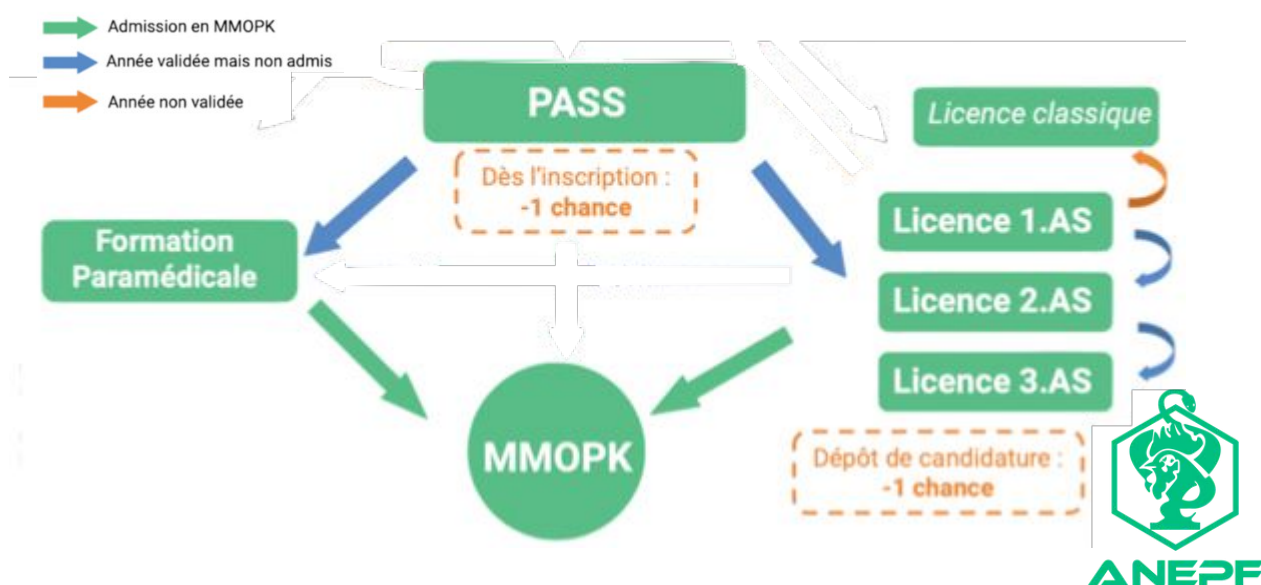 Admission en MMOPK
Année validée mais non admis
Année non validée
PASS
Dès l'inscription :
-1 chance
Licence classique
Formation
Paramédicale
Licence 1.AS
Licence 2.AS
Licence 3.AS
MMOPK
Dépôt de candidature :
-1 chance
ANEPF